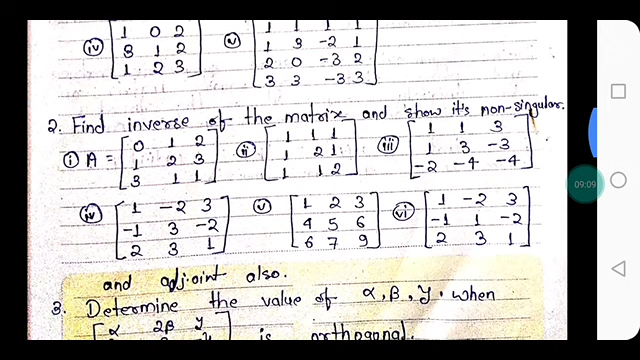 1 0 2 1 1 1 1
iv 3 1 2 v 1 3 -2 1
1 2 3 2 0 -3 2
3 3 -3 3
2. Find inverse of the matrix and show it's non-singular.
i A = 0 1 2 ii 1 1 1 iii 1 1 3
1 2 3 1 2 1 1 3 -3
3 1 1 1 1 2 -2 -4 -4
iv 1 -2 3 v 1 2 3 vi 1 -2 3
-1 3 -2 4 5 6 -1 1 -2
2 3 1 6 7 9 2 3 1
and adjoint also.
3. Determine the value of α, β, γ. when
α 2β γ is orthogonal.
09:09